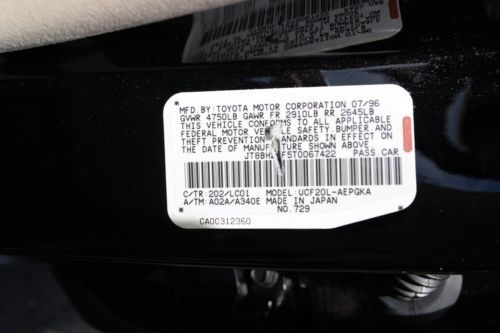 MFD.BY:TOYOTA MOTOR CORPORATION 07/96
GVWR 4750LB GAWR FR 2910LB RR 2645LB
THIS VEHICLE CONFORMS TO ALL APPLICABLE
FEDERAL MOTOR VEHICLE SAFETY,BUMPER,AND
THEFT PREVENTION STANDARDS IN EFFECT ON
THE DATE OF MANUFACTURE SHOWN ABOVE.
PASS.CAR
C/TR:202/LC01 MODEL:UCF20L-AEPGKA
A/TM:A02A/A340E MADE IN JAPAN
NO.729
CA00312360